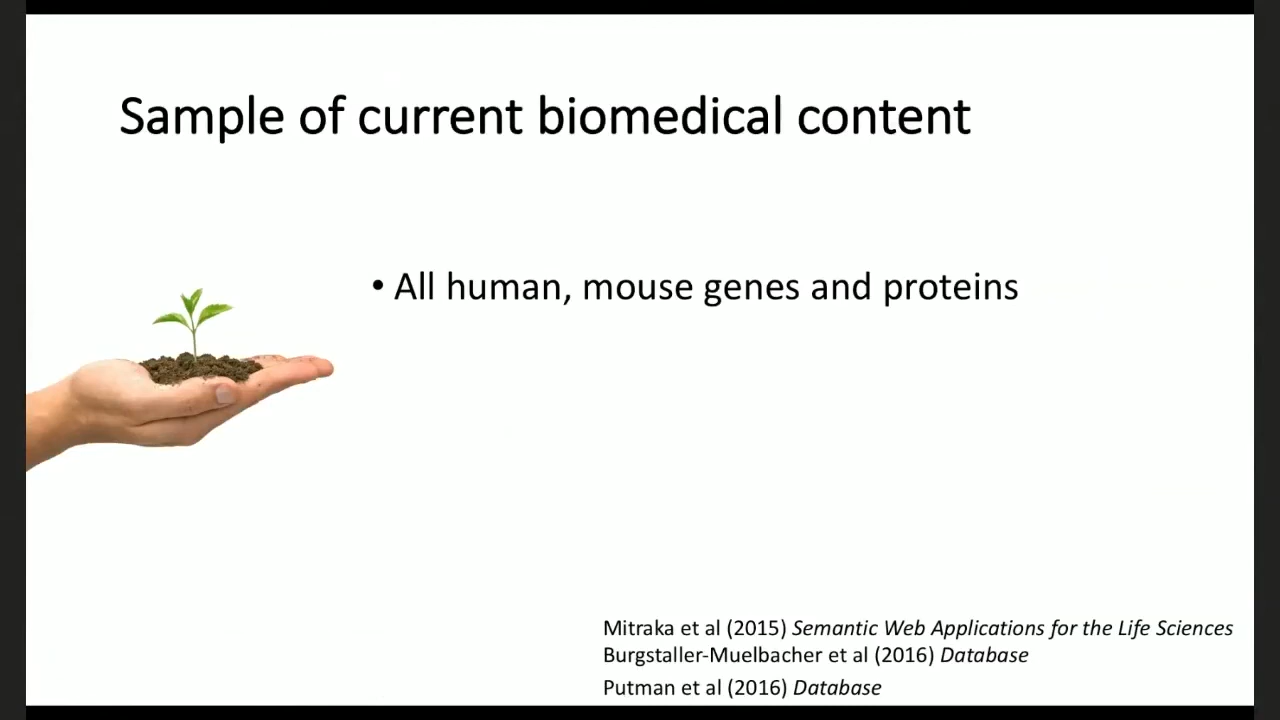 Sample of current biomedical content
• All human, mouse genes and proteins
Mitraka et al (2015) Semantic Web Applications for the Life Sciences
Burgstaller-Muelbacher et al (2016) Database
Putman et al (2016) Database